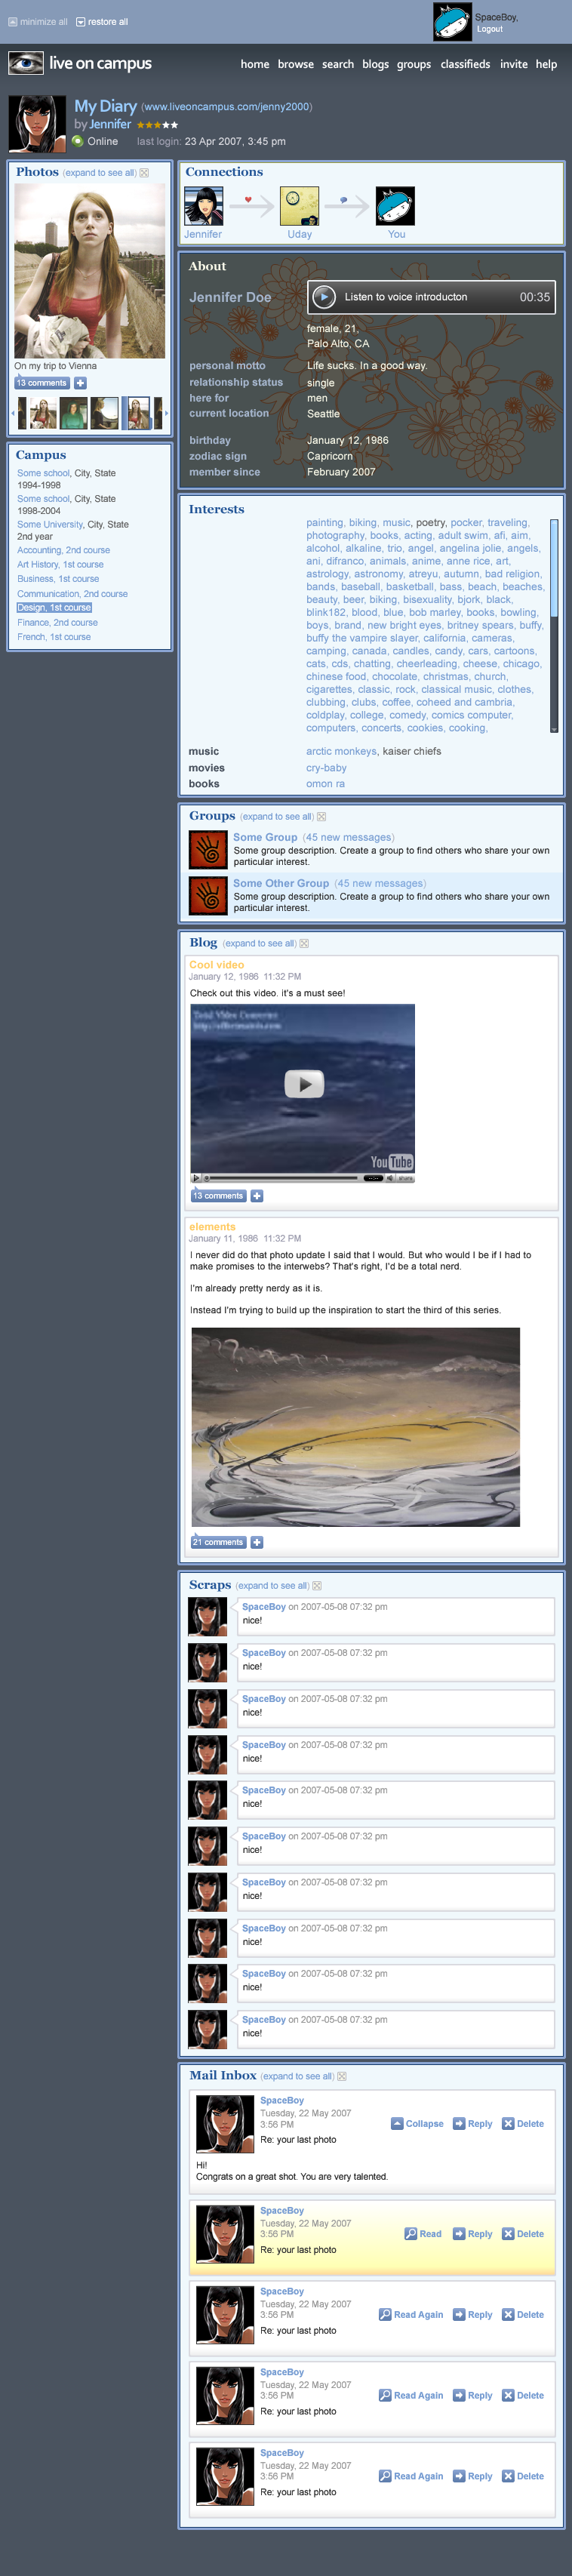 minimize all restore all
SpaceBoy,
Logout
live on campus
home browse search blogs groups classifieds invite help
My Diary (www.liveoncampus.com/jenny2000)
by Jennifer
Online last login: 23 Apr 2007, 3:45 pm
Photos (expand to see all)
On my trip to Vienna
13 comments
Campus
Some school, City, State
1994-1998
Some school, City, State
1998-2004
Some University, City, State
2nd year
Accounting, 2nd course
Art History, 1st course
Business, 1st course
Communication, 2nd course
Design, 1st course
Finance, 2nd course
French, 1st course
Connections
Jennifer Uday You
About
Jennifer Doe
Listen to voice introducton 00:35
female, 21,
Palo Alto, CA
personal motto Life sucks. In a good way.
relationship status single
here for men
current location Seattle
birthday January 12, 1986
zodiac sign Capricorn
member since February 2007
Interests
painting, biking, music, poetry, pocker, traveling,
photography, books, acting, adult swim, afi, aim,
alcohol, alkaline, trio, angel, angelina jolie, angels,
ani, difranco, animals, anime, anne rice, art,
astrology, astronomy, atreyu, autumn, bad religion,
bands, baseball, basketball, bass, beach, beaches,
beauty, beer, biking, bisexuality, bjork, black,
blink182, blood, blue, bob marley, books, bowling,
boys, brand, new bright eyes, britney spears, buffy,
buffy the vampire slayer, california, cameras,
camping, canada, candles, candy, cars, cartoons,
cats, cds, chatting, cheerleading, cheese, chicago,
chinese food, chocolate, christmas, church,
cigarettes, classic, rock, classical music, clothes,
clubbing, clubs, coffee, coheed and cambria,
coldplay, college, comedy, comics computer,
computers, concerts, cookies, cooking,
music arctic monkeys, kaiser chiefs
movies cry-baby
books omon ra
Groups (expand to see all)
Some Group (45 new messages)
Some group description. Create a group to find others who share your own
particular interest.
Some Other Group (45 new messages)
Some group description. Create a group to find others who share your own
particular interest.
Blog (expand to see all)
Cool video
January 12, 1986 11:32 PM
Check out this video. it's a must see!
Total Video Converter
YouTube
13 comments
elements
January 11, 1986 11:32 PM
I never did do that photo update I said that I would. But who would I be if I had to
make promises to the interwebs? That's right, I'd be a total nerd.
I'm already pretty nerdy as it is.
Instead I'm trying to build up the inspiration to start the third of this series.
21 comments
Scraps (expand to see all)
SpaceBoy on 2007-05-08 07:32 pm
nice!
SpaceBoy on 2007-05-08 07:32 pm
nice!
SpaceBoy on 2007-05-08 07:32 pm
nice!
SpaceBoy on 2007-05-08 07:32 pm
nice!
SpaceBoy on 2007-05-08 07:32 pm
nice!
SpaceBoy on 2007-05-08 07:32 pm
nice!
SpaceBoy on 2007-05-08 07:32 pm
nice!
SpaceBoy on 2007-05-08 07:32 pm
nice!
SpaceBoy on 2007-05-08 07:32 pm
nice!
SpaceBoy on 2007-05-08 07:32 pm
nice!
Mail Inbox (expand to see all)
SpaceBoy
Tuesday, 22 May 2007
3:56 PM
Collapse Reply Delete
Re: your last photo
Hi!
Congrats on a great shot. You are very talented.
SpaceBoy
Tuesday, 22 May 2007
3:56 PM
Read Reply Delete
Re: your last photo
SpaceBoy
Tuesday, 22 May 2007
3:56 PM
Read Again Reply Delete
Re: your last photo
SpaceBoy
Tuesday, 22 May 2007
3:56 PM
Read Again Reply Delete
Re: your last photo
SpaceBoy
Tuesday, 22 May 2007
3:56 PM
Read Again Reply Delete
Re: your last photo